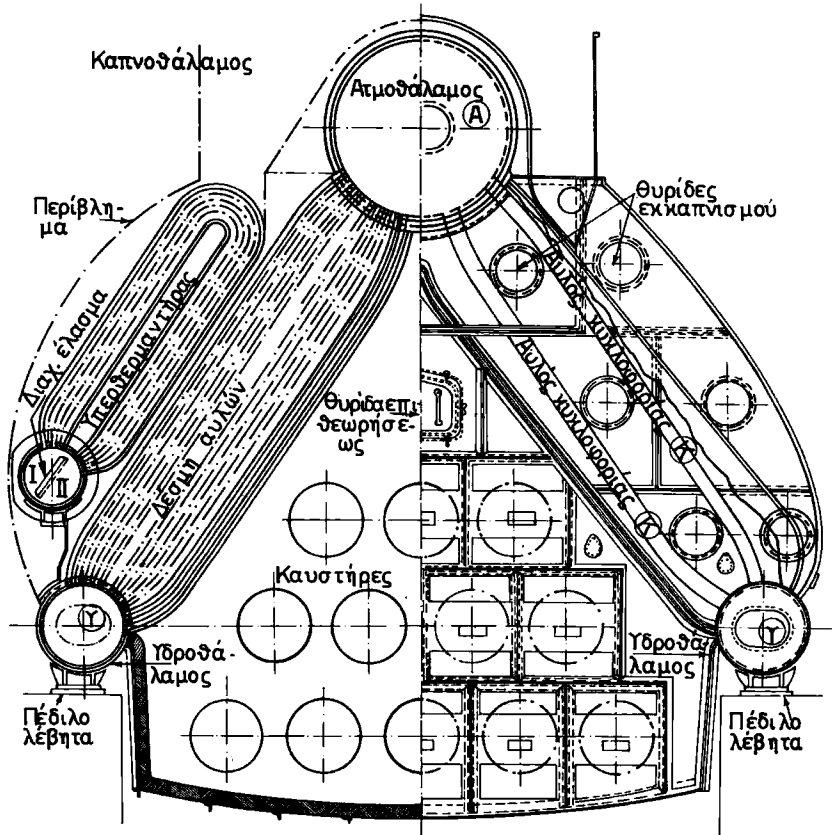 Καπνοθάλαμος
Ατμοθάλαμος
Α
Θυρίδες
εκκαπνισμού
Περίβλη-
μα
Διαχ. έλασμα
Υπερθερμαντήρας
Δέσμη αυλών
Αυλός κυκλοφορίας
Αυλός κυκλοφορίας
Κ
Κ
Θυρίδα επι
θεωρήσε-
ως
I
II
Καυστήρες
Υ
Υ
Υδροθά-
λαμος
Υδροθά-
λαμος
Πέδιλο
λέβητα
Πέδιλο
λέβητα